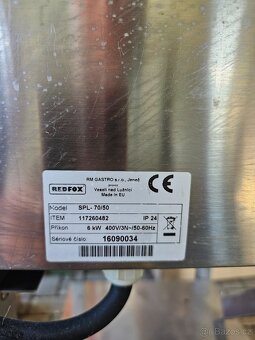 RM GASTRO s.r.o., Jeneč
REDFOX
Veselí nad Lužnicí
Made in EU
CE
Model SPL- 70/50
ITEM 117260482 IP 24
Příkon 6 kW 400V/3N~/50-60Hz
Sériové číslo 16090034